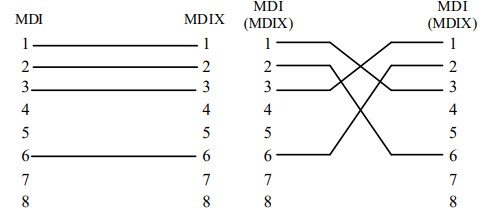 MDI MDIX MDI MDI
(MDIX) (MDIX)
1 1 1 1
2 2 2 2
3 3 3 3
4 4 4 4
5 5 5 5
6 6 6 6
7 7 7 7
8 8 8 8